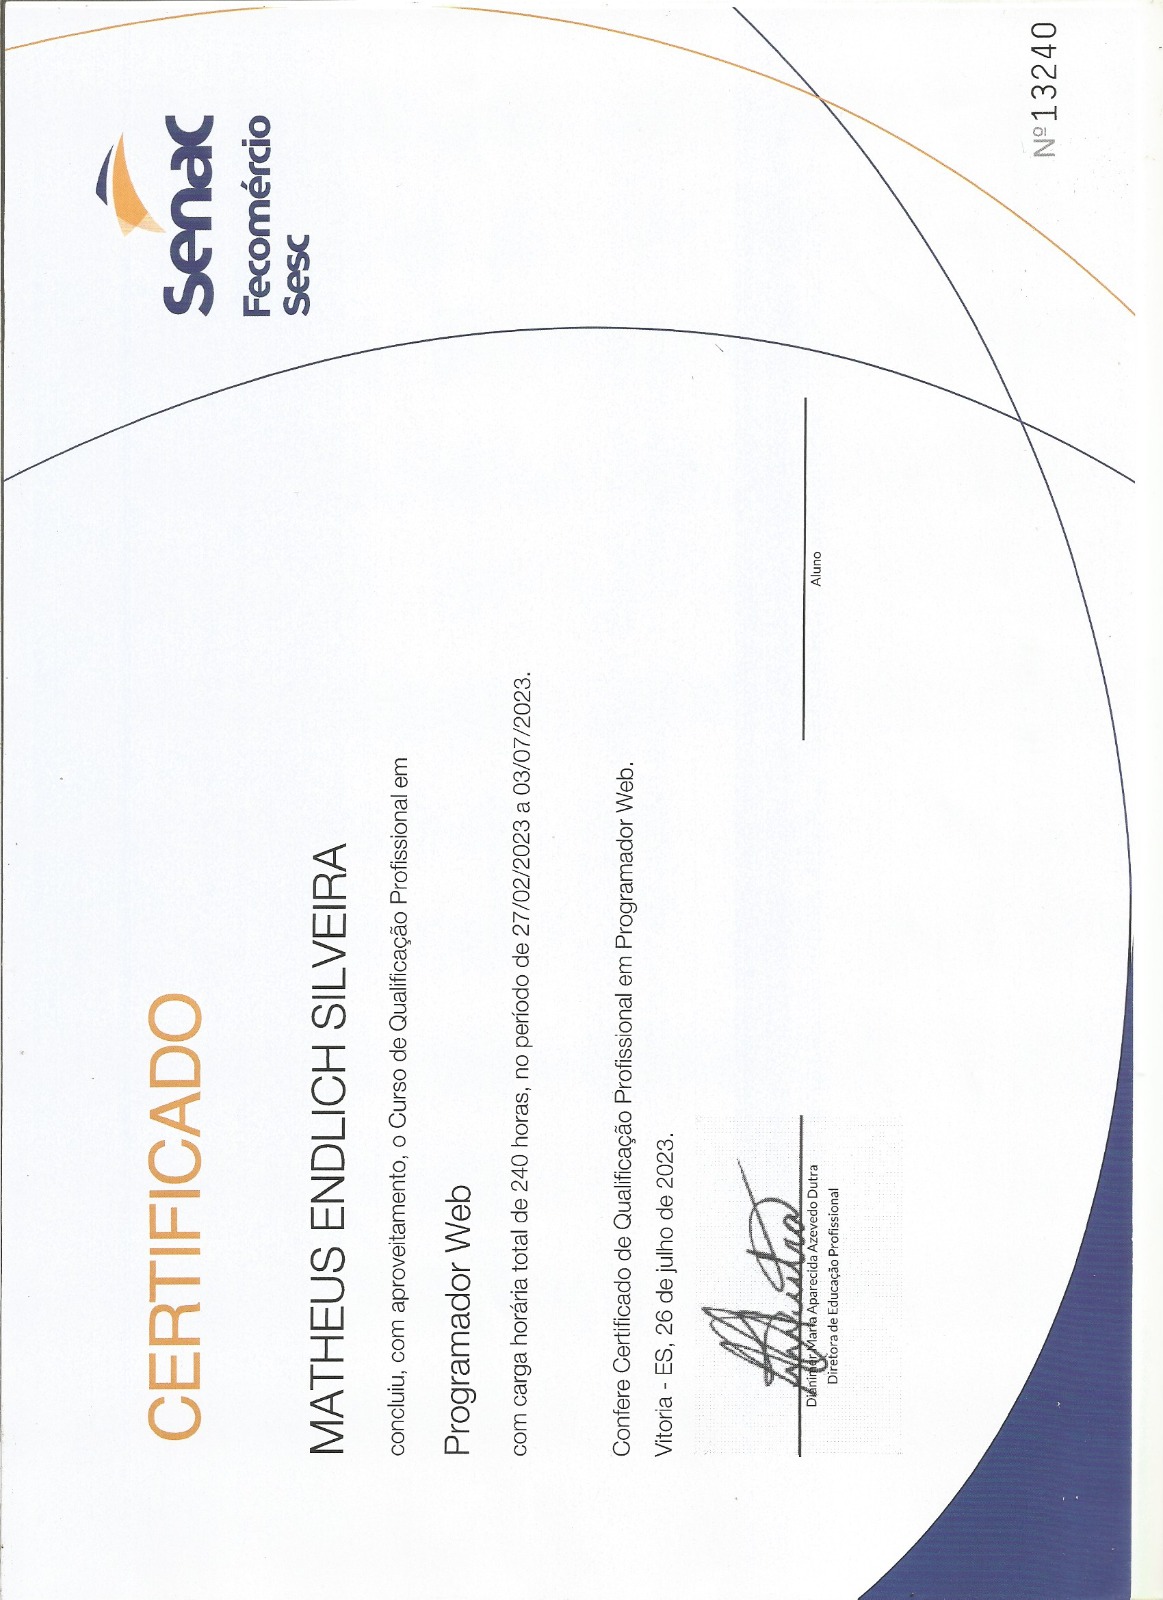 Senac
Fecomércio
Sesc
CERTIFICADO
MATHEUS ENDLICH SILVEIRA
concluiu, com aproveitamento, o Curso de Qualificação Profissional em
Programador Web
com carga horária total de 240 horas, no período de 27/02/2023 a 03/07/2023.
Confere Certificado de Qualificação Profissional em Programador Web.
Vitoria - ES, 26 de julho de 2023.
Maria Aparecida Azevedo Dutra
Diretora de Educação Profissional
Aluno
Nº13240